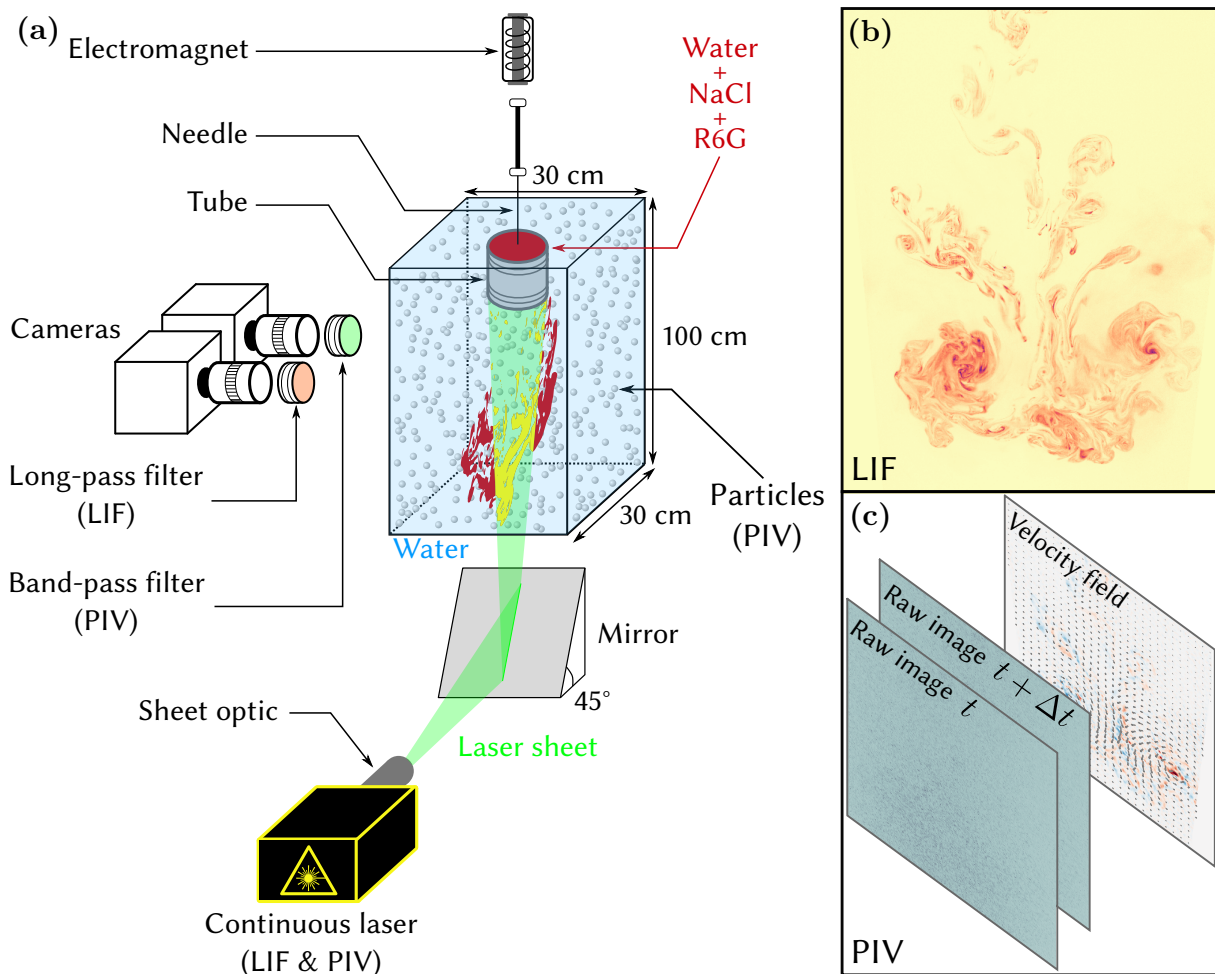 (a)
Electromagnet
Water
+
NaCl
+
R6G
Needle
30 cm
Tube
Cameras
100 cm
Long-pass filter
(LIF)
Particles
(PIV)
30 cm
Water
Band-pass filter
(PIV)
Mirror
45°
Sheet optic
Laser sheet
Continuous laser
(LIF & PIV)
(b)
LIF
(c)
Velocity field
Raw image t + Δt
Raw image t
PIV